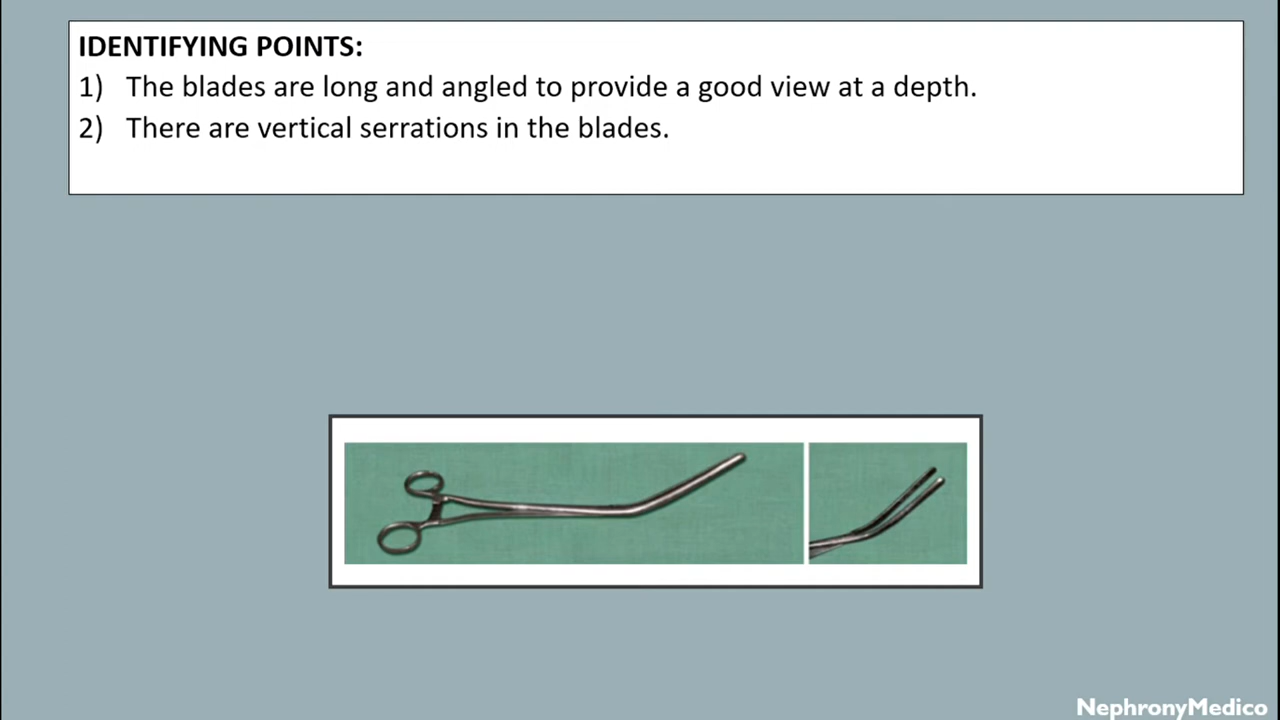 IDENTIFYING POINTS:
1) The blades are long and angled to provide a good view at a depth.
2) There are vertical serrations in the blades.
NephronyMedico